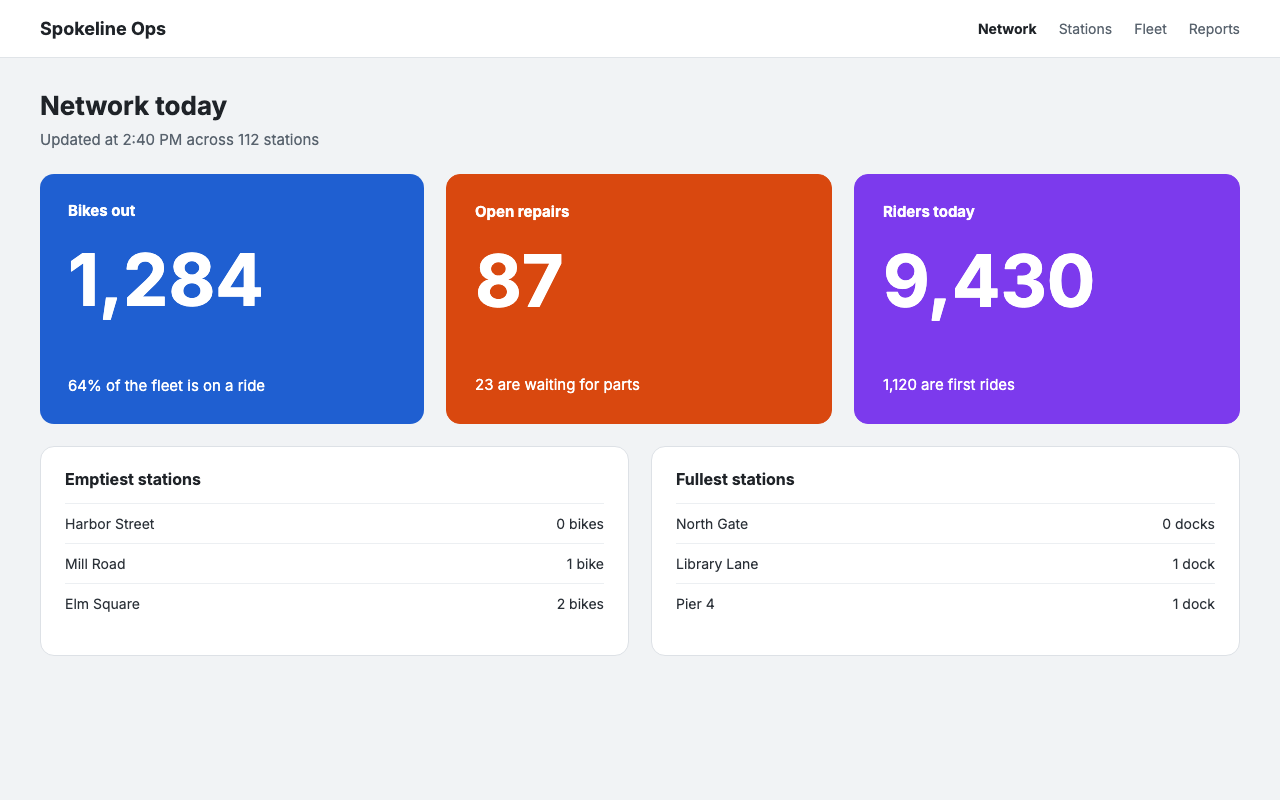 Spokeline Ops
Network Stations Fleet Reports
Network today
Updated at 2:40 PM across 112 stations
Bikes out
1,284
64% of the fleet is on a ride
Open repairs
87
23 are waiting for parts
Riders today
9,430
1,120 are first rides
Emptiest stations
Harbor Street 0 bikes
Mill Road 1 bike
Elm Square 2 bikes
Fullest stations
North Gate 0 docks
Library Lane 1 dock
Pier 4 1 dock